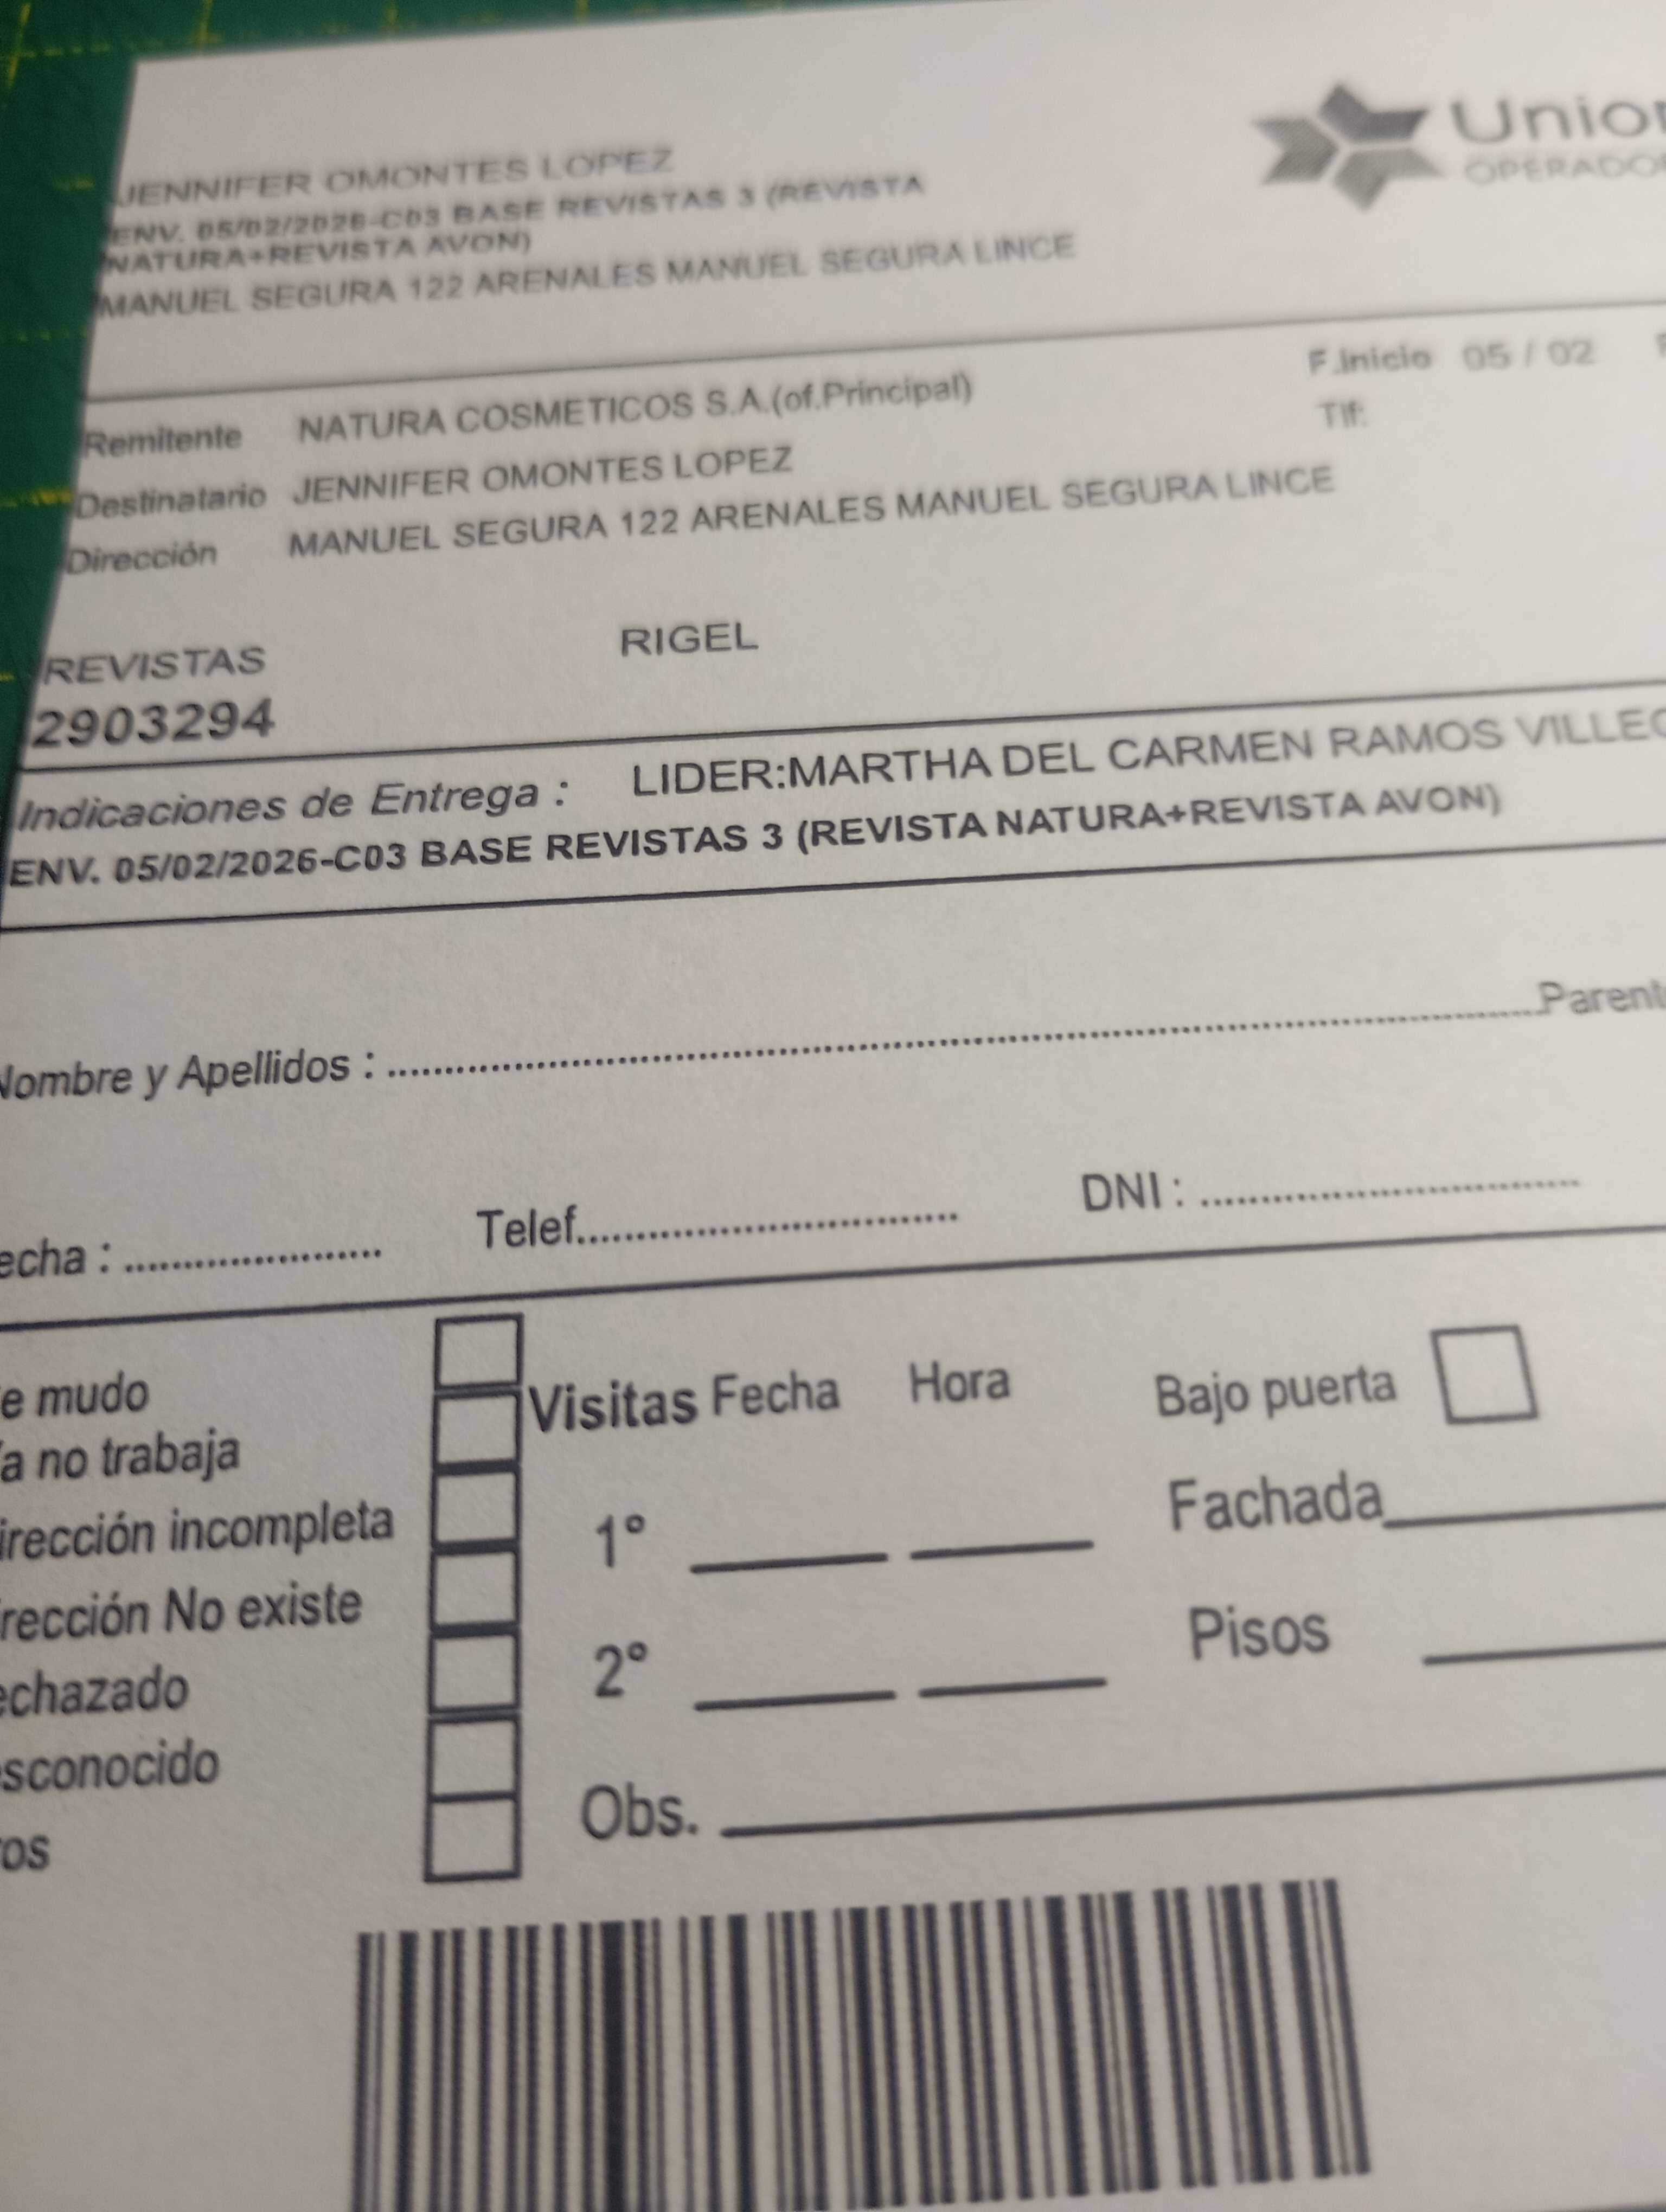 JENNIFER OMONTES LOPEZ
ENV. 05/02/2026-C03 BASE REVISTAS 3 (REVISTA
NATURA+REVISTA AVON)
MANUEL SEGURA 122 ARENALES MANUEL SEGURA LINCE
Union
OPERADOR
Remitente NATURA COSMETICOS S.A.(of.Principal)
F.Inicio 05 / 02
Destinatario JENNIFER OMONTES LOPEZ
Tlf:
Dirección MANUEL SEGURA 122 ARENALES MANUEL SEGURA LINCE
REVISTAS RIGEL
2903294
Indicaciones de Entrega : LIDER:MARTHA DEL CARMEN RAMOS VILLEG
ENV. 05/02/2026-C03 BASE REVISTAS 3 (REVISTA NATURA+REVISTA AVON)
Nombre y Apellidos : Parent
echa : Telef. DNI :
e mudo
a no trabaja
irección incompleta
rección No existe
echazado
sconocido
os
Visitas Fecha Hora Bajo puerta
1° Fachada
2° Pisos
Obs.